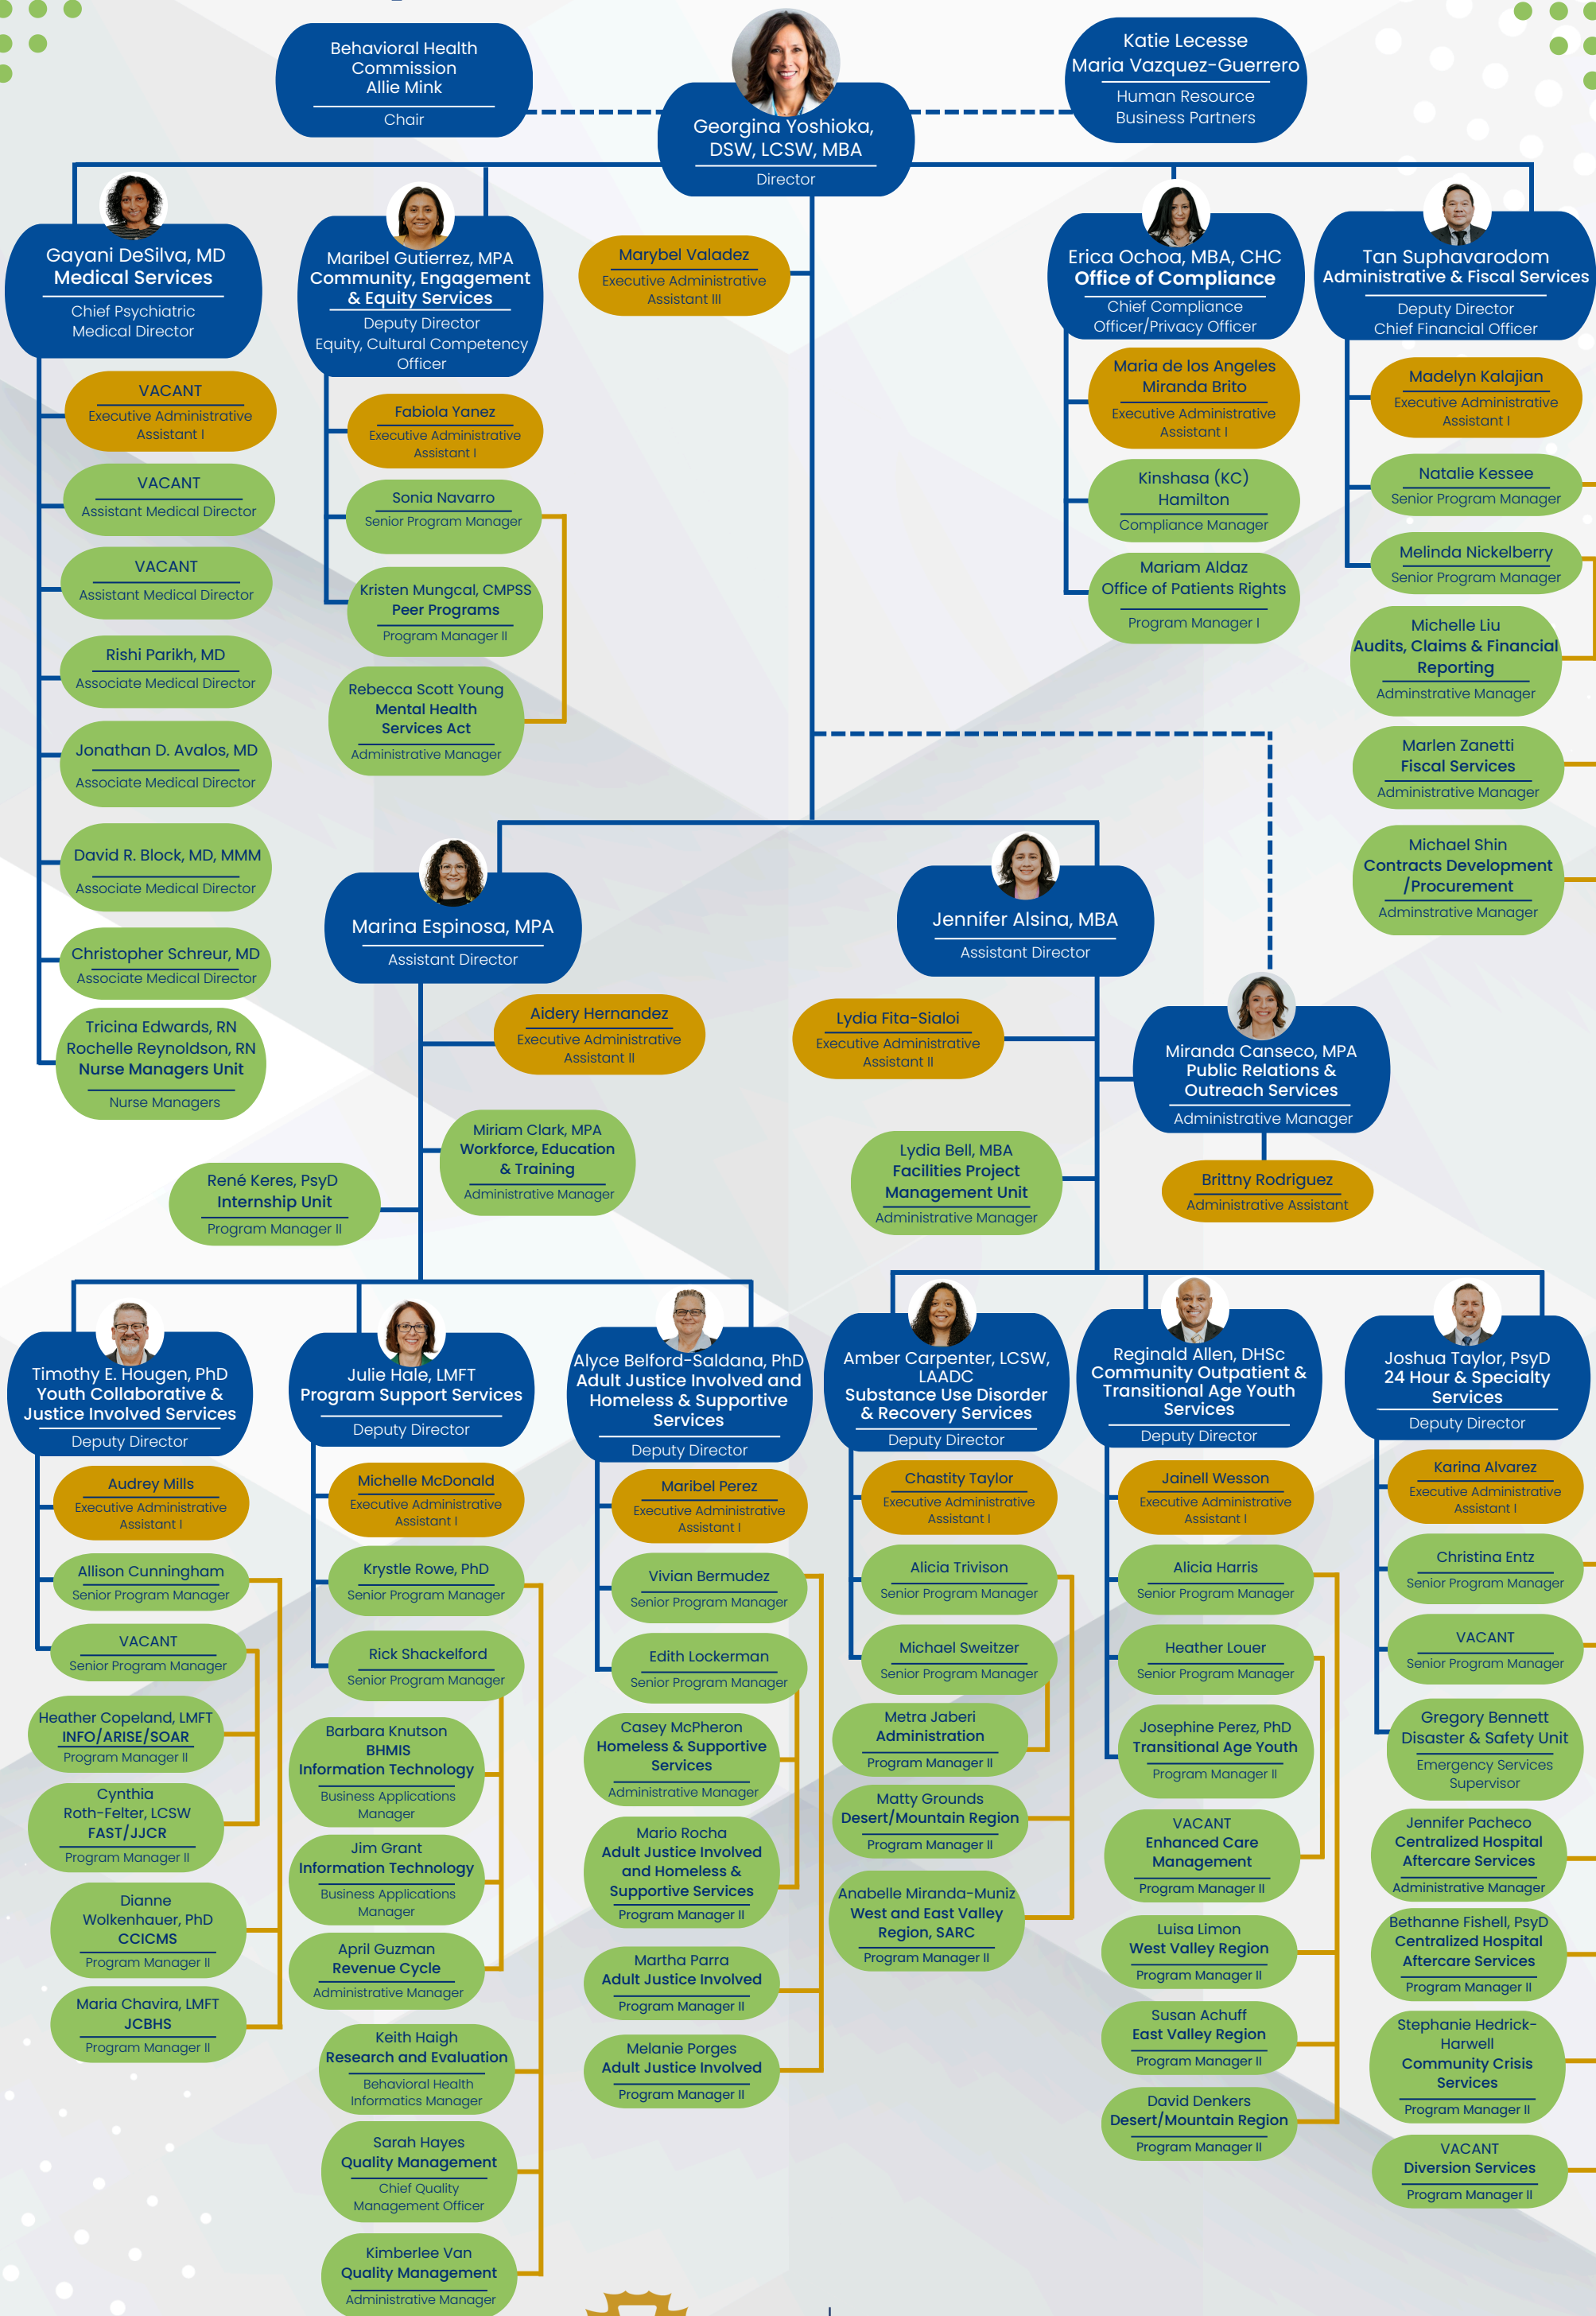 Behavioral Health
Commission
Allie Mink
Chair
Georgina Yoshioka,
DSW, LCSW, MBA
Director
Katie Lecesse
Maria Vazquez-Guerrero
Human Resource
Business Partners
Gayani DeSilva, MD
Medical Services
Chief Psychiatric
Medical Director
VACANT
Executive Administrative
Assistant I
VACANT
Assistant Medical Director
VACANT
Assistant Medical Director
Rishi Parikh, MD
Associate Medical Director
Jonathan D. Avalos, MD
Associate Medical Director
David R. Block, MD, MMM
Associate Medical Director
Christopher Schreur, MD
Associate Medical Director
Tricina Edwards, RN
Rochelle Reynoldson, RN
Nurse Managers Unit
Nurse Managers
Maribel Gutierrez, MPA
Community, Engagement
& Equity Services
Deputy Director
Equity, Cultural Competency
Officer
Fabiola Yanez
Executive Administrative
Assistant I
Sonia Navarro
Senior Program Manager
Kristen Mungcal, CMPSS
Peer Programs
Program Manager II
Rebecca Scott Young
Mental Health
Services Act
Administrative Manager
Marybel Valadez
Executive Administrative
Assistant III
Erica Ochoa, MBA, CHC
Office of Compliance
Chief Compliance
Officer/Privacy Officer
Maria de los Angeles
Miranda Brito
Executive Administrative
Assistant I
Kinshasa (KC)
Hamilton
Compliance Manager
Mariam Aldaz
Office of Patients Rights
Program Manager I
Tan Suphavarodom
Administrative & Fiscal Services
Deputy Director
Chief Financial Officer
Madelyn Kalajian
Executive Administrative
Assistant I
Natalie Kessee
Senior Program Manager
Melinda Nickelberry
Senior Program Manager
Michelle Liu
Audits, Claims & Financial
Reporting
Adminstrative Manager
Marlen Zanetti
Fiscal Services
Administrative Manager
Michael Shin
Contracts Development
/Procurement
Adminstrative Manager
Marina Espinosa, MPA
Assistant Director
Aidery Hernandez
Executive Administrative
Assistant II
Miriam Clark, MPA
Workforce, Education
& Training
Administrative Manager
René Keres, PsyD
Internship Unit
Program Manager II
Jennifer Alsina, MBA
Assistant Director
Lydia Fita-Sialoi
Executive Administrative
Assistant II
Miranda Canseco, MPA
Public Relations &
Outreach Services
Administrative Manager
Lydia Bell, MBA
Facilities Project
Management Unit
Administrative Manager
Brittny Rodriguez
Administrative Assistant
Timothy E. Hougen, PhD
Youth Collaborative &
Justice Involved Services
Deputy Director
Audrey Mills
Executive Administrative
Assistant I
Allison Cunningham
Senior Program Manager
VACANT
Senior Program Manager
Heather Copeland, LMFT
INFO/ARISE/SOAR
Program Manager II
Cynthia
Roth-Felter, LCSW
FAST/JJCR
Program Manager II
Dianne
Wolkenhauer, PhD
CCICMS
Program Manager II
Maria Chavira, LMFT
JCBHS
Program Manager II
Julie Hale, LMFT
Program Support Services
Deputy Director
Michelle McDonald
Executive Administrative
Assistant I
Krystle Rowe, PhD
Senior Program Manager
Rick Shackelford
Senior Program Manager
Barbara Knutson
BHMIS
Information Technology
Business Applications
Manager
Jim Grant
Information Technology
Business Applications
Manager
April Guzman
Revenue Cycle
Administrative Manager
Keith Haigh
Research and Evaluation
Behavioral Health
Informatics Manager
Sarah Hayes
Quality Management
Chief Quality
Management Officer
Kimberlee Van
Quality Management
Administrative Manager
Alyce Belford-Saldana, PhD
Adult Justice Involved and
Homeless & Supportive
Services
Deputy Director
Maribel Perez
Executive Administrative
Assistant I
Vivian Bermudez
Senior Program Manager
Edith Lockerman
Senior Program Manager
Casey McPheron
Homeless & Supportive
Services
Administrative Manager
Mario Rocha
Adult Justice Involved
and Homeless &
Supportive Services
Program Manager II
Martha Parra
Adult Justice Involved
Program Manager II
Melanie Porges
Adult Justice Involved
Program Manager II
Amber Carpenter, LCSW,
LAADC
Substance Use Disorder
& Recovery Services
Deputy Director
Chastity Taylor
Executive Administrative
Assistant I
Alicia Trivison
Senior Program Manager
Michael Sweitzer
Senior Program Manager
Metra Jaberi
Administration
Program Manager II
Matty Grounds
Desert/Mountain Region
Program Manager II
Anabelle Miranda-Muniz
West and East Valley
Region, SARC
Program Manager II
Reginald Allen, DHSc
Community Outpatient &
Transitional Age Youth
Services
Deputy Director
Jainell Wesson
Executive Administrative
Assistant I
Alicia Harris
Senior Program Manager
Heather Louer
Senior Program Manager
Josephine Perez, PhD
Transitional Age Youth
Program Manager II
VACANT
Enhanced Care
Management
Program Manager II
Luisa Limon
West Valley Region
Program Manager II
Susan Achuff
East Valley Region
Program Manager II
David Denkers
Desert/Mountain Region
Program Manager II
Joshua Taylor, PsyD
24 Hour & Specialty
Services
Deputy Director
Karina Alvarez
Executive Administrative
Assistant I
Christina Entz
Senior Program Manager
VACANT
Senior Program Manager
Gregory Bennett
Disaster & Safety Unit
Emergency Services
Supervisor
Jennifer Pacheco
Centralized Hospital
Aftercare Services
Administrative Manager
Bethanne Fishell, PsyD
Centralized Hospital
Aftercare Services
Program Manager II
Stephanie Hedrick-
Harwell
Community Crisis
Services
Program Manager II
VACANT
Diversion Services
Program Manager II